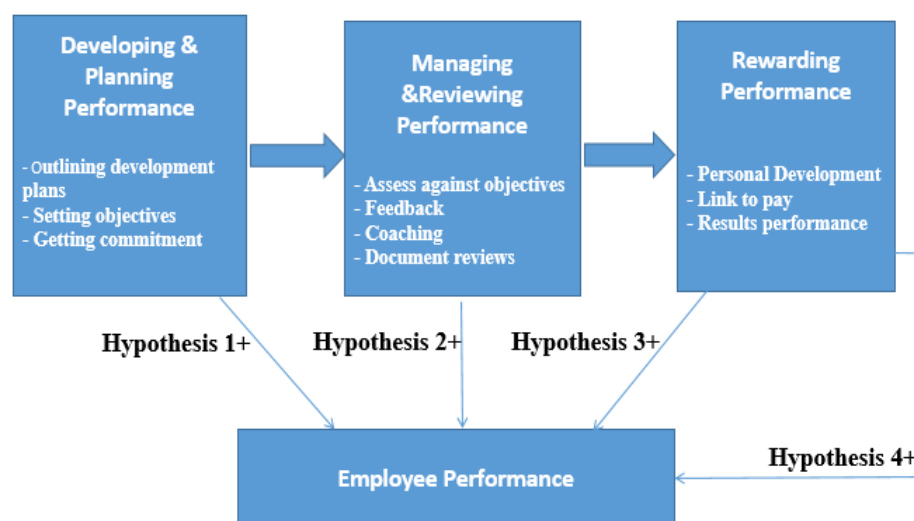 Developing &
Planning
Performance
- Outlining development
plans
- Setting objectives
- Getting commitment
Managing
&Reviewing
Performance
- Assess against objectives
- Feedback
- Coaching
- Document reviews
Rewarding
Performance
- Personal Development
- Link to pay
- Results performance
Hypothesis 1+
Hypothesis 2+
Hypothesis 3+
Employee Performance
Hypothesis 4+